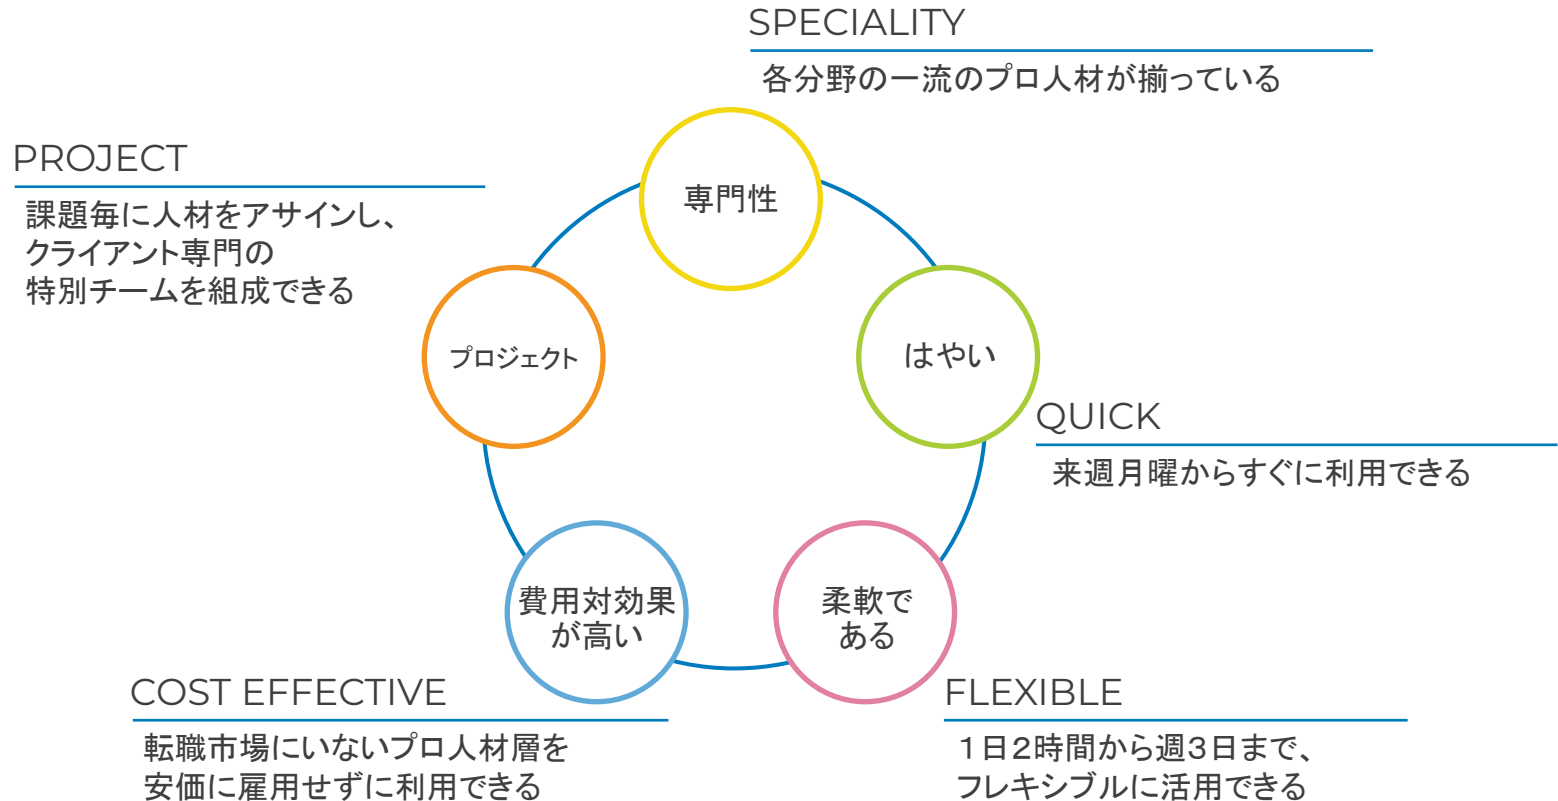 SPECIALITY
各分野の一流のプロ人材が揃っている
専門性
PROJECT
課題毎に人材をアサインし、
クライアント専門の
特別チームを組成できる
プロジェクト
はやい
QUICK
来週月曜からすぐに利用できる
費用対効果
が高い
柔軟で
ある
COST EFFECTIVE
転職市場にいないプロ人材層を
安価に雇用せずに利用できる
FLEXIBLE
1日2時間から週3日まで、
フレキシブルに活用できる